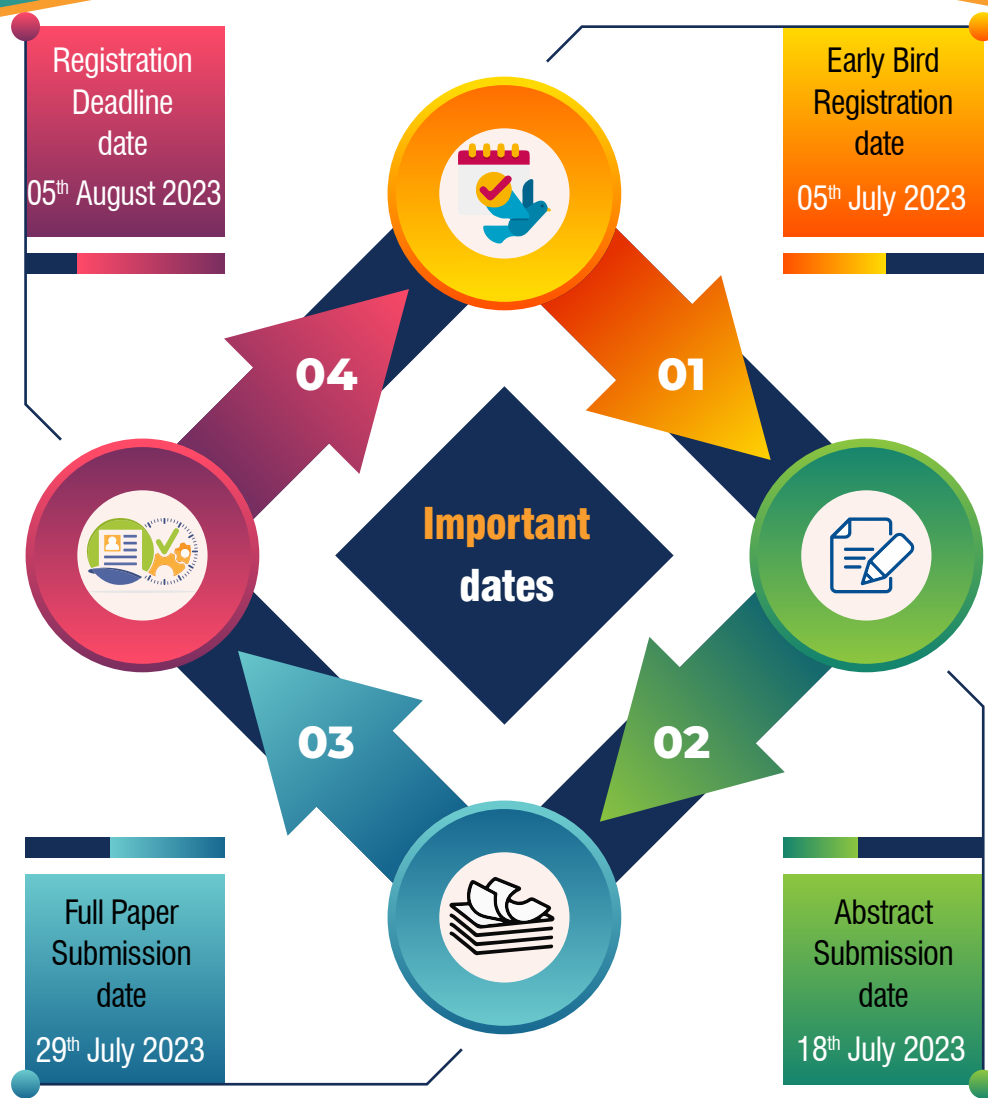 Registration
Deadline
date
05th August 2023
Early Bird
Registration
date
05th July 2023
04
01
Important
dates
03
02
Full Paper
Submission
date
29th July 2023
Abstract
Submission
date
18th July 2023